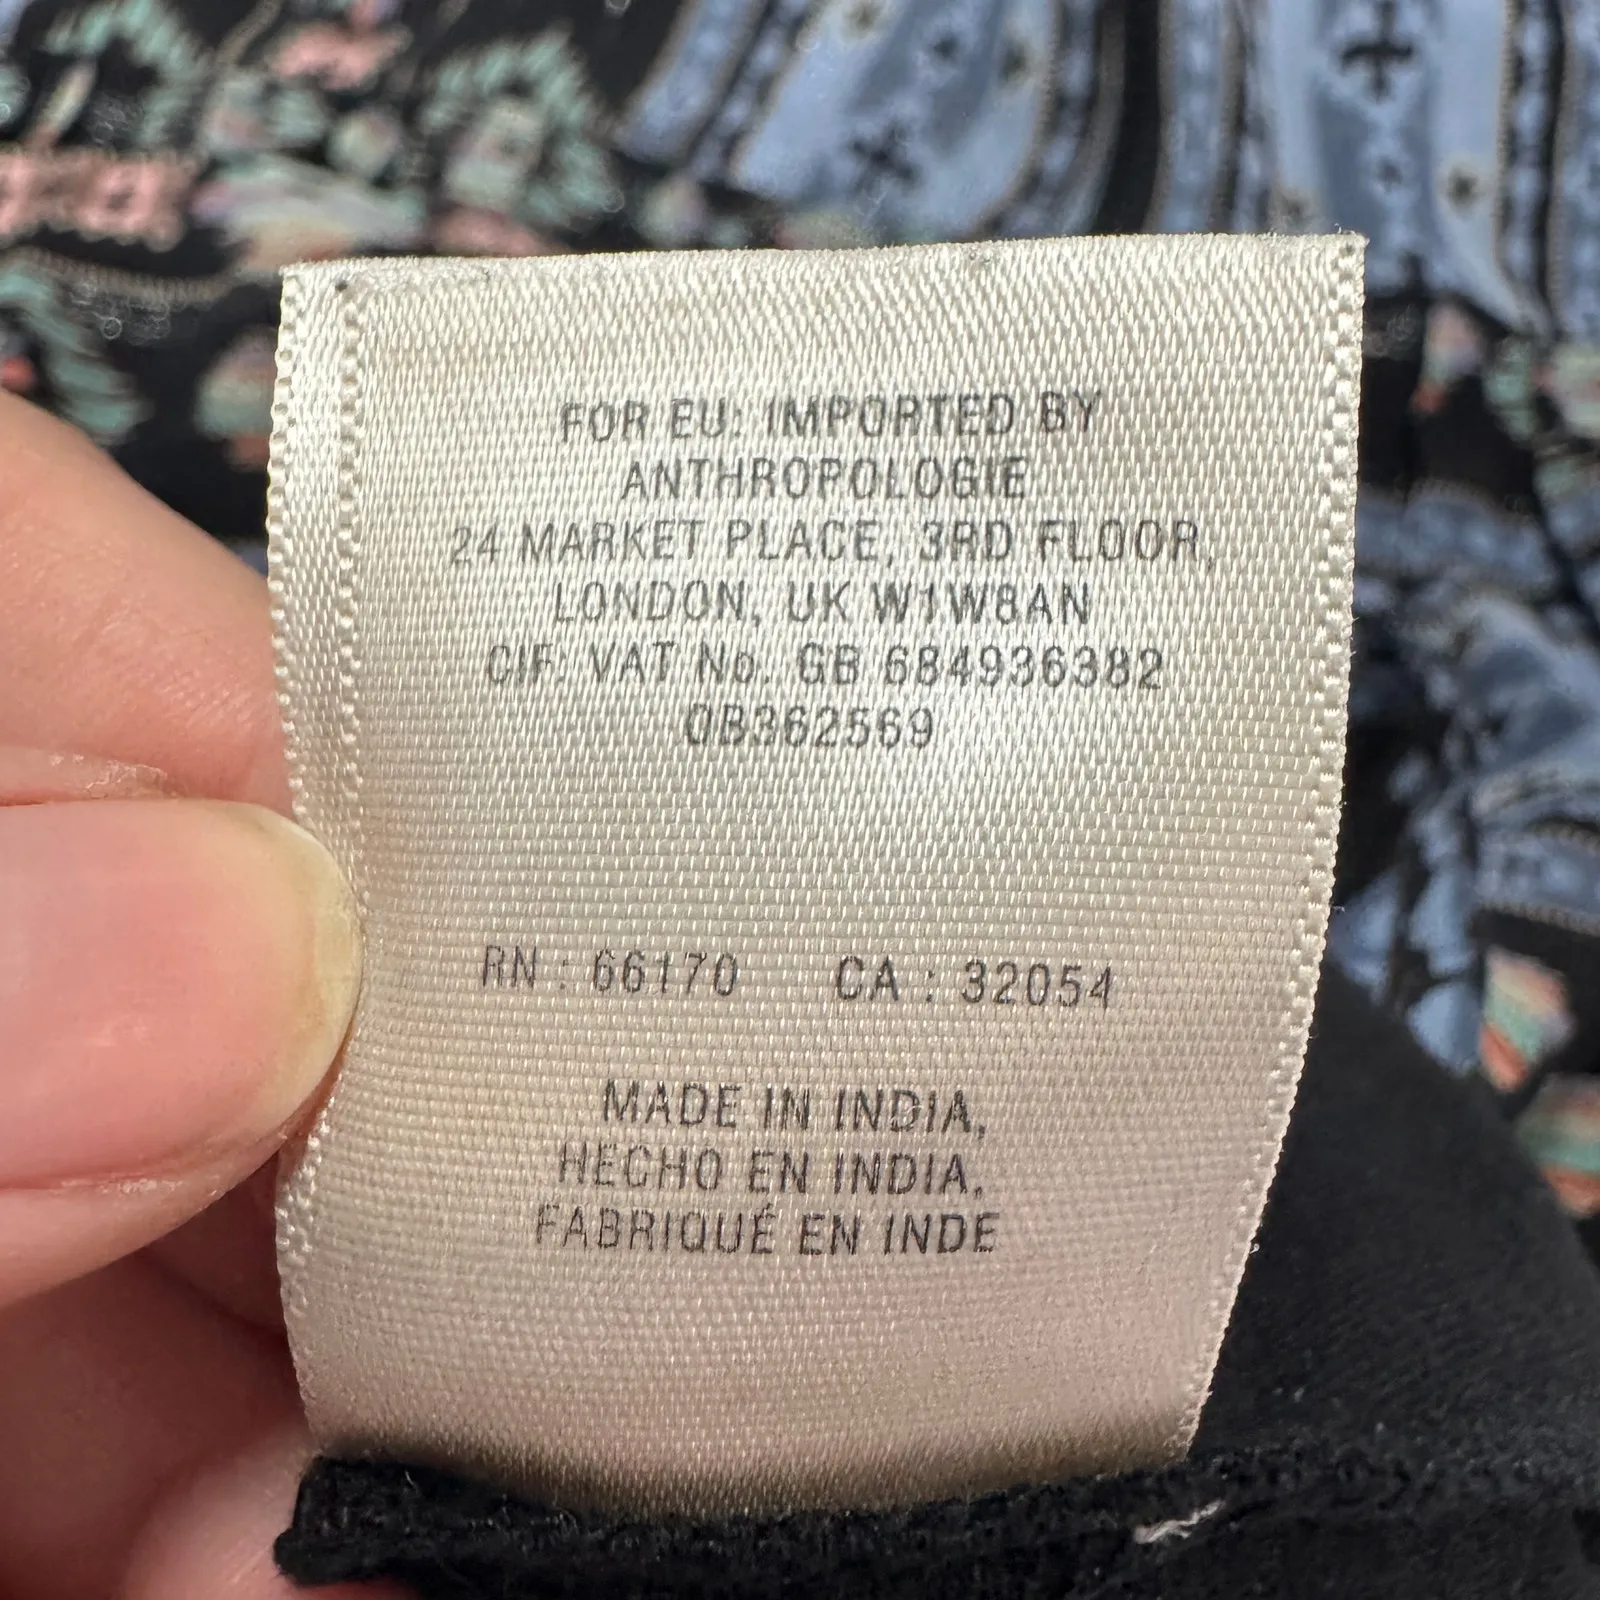 FOR EU: IMPORTED BY
ANTHROPOLOGIE
24 MARKET PLACE, 3RD FLOOR,
LONDON, UK W1W8AN
CIF: VAT No. GB 684936382
0B362569
RN : 66170 CA : 32054
MADE IN INDIA,
HECHO EN INDIA,
FABRIQUÉ EN INDE